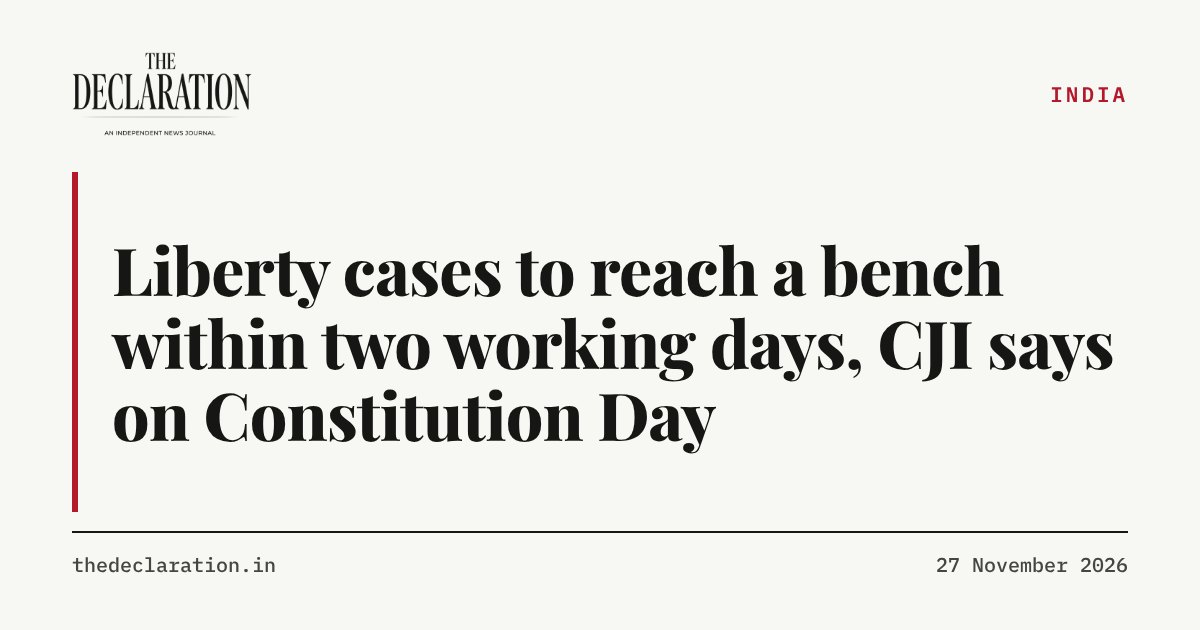 THE
DECLARATION
AN INDEPENDENT NEWS JOURNAL
INDIA
Liberty cases to reach a bench
within two working days, CJI says
on Constitution Day
thedeclaration.in
27 November 2026